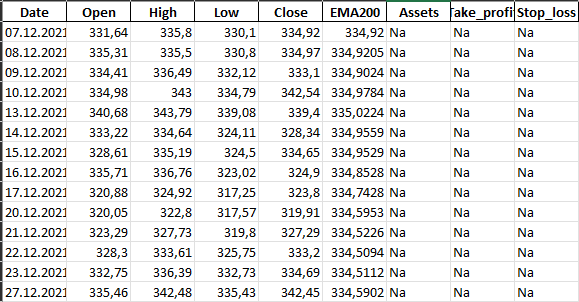 Date Open High Low Close EMA200 Assets Take_profi Stop_loss
07.12.2021 331,64 335,8 330,1 334,92 334,92 Na Na Na
08.12.2021 335,31 335,5 330,8 334,97 334,9205 Na Na Na
09.12.2021 334,41 336,49 332,12 333,1 334,9024 Na Na Na
10.12.2021 334,98 343 334,79 342,54 334,9784 Na Na Na
13.12.2021 340,68 343,79 339,08 339,4 335,0224 Na Na Na
14.12.2021 333,22 334,64 324,11 328,34 334,9559 Na Na Na
15.12.2021 328,61 335,19 324,5 334,65 334,9529 Na Na Na
16.12.2021 335,71 336,76 323,02 324,9 334,8528 Na Na Na
17.12.2021 320,88 324,92 317,25 323,8 334,7428 Na Na Na
20.12.2021 320,05 322,8 317,57 319,91 334,5953 Na Na Na
21.12.2021 323,29 327,73 319,8 327,29 334,5226 Na Na Na
22.12.2021 328,3 333,61 325,75 333,2 334,5094 Na Na Na
23.12.2021 332,75 336,39 332,73 334,69 334,5112 Na Na Na
27.12.2021 335,46 342,48 335,43 342,45 334,5902 Na Na Na